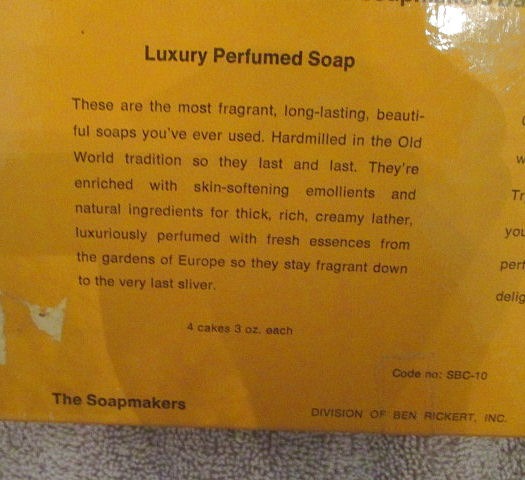 Luxury Perfumed Soap
These are the most fragrant, long-lasting, beauti-
ful soaps you've ever used. Hardmilled in the Old
World tradition so they last and last. They're
enriched with skin-softening emollients and
natural ingredients for thick, rich, creamy lather,
luxuriously perfumed with fresh essences from
the gardens of Europe so they stay fragrant down
to the very last sliver.
4 cakes 3 oz. each
Code no: SBC-10
The Soapmakers
DIVISION OF BEN RICKERT, INC.